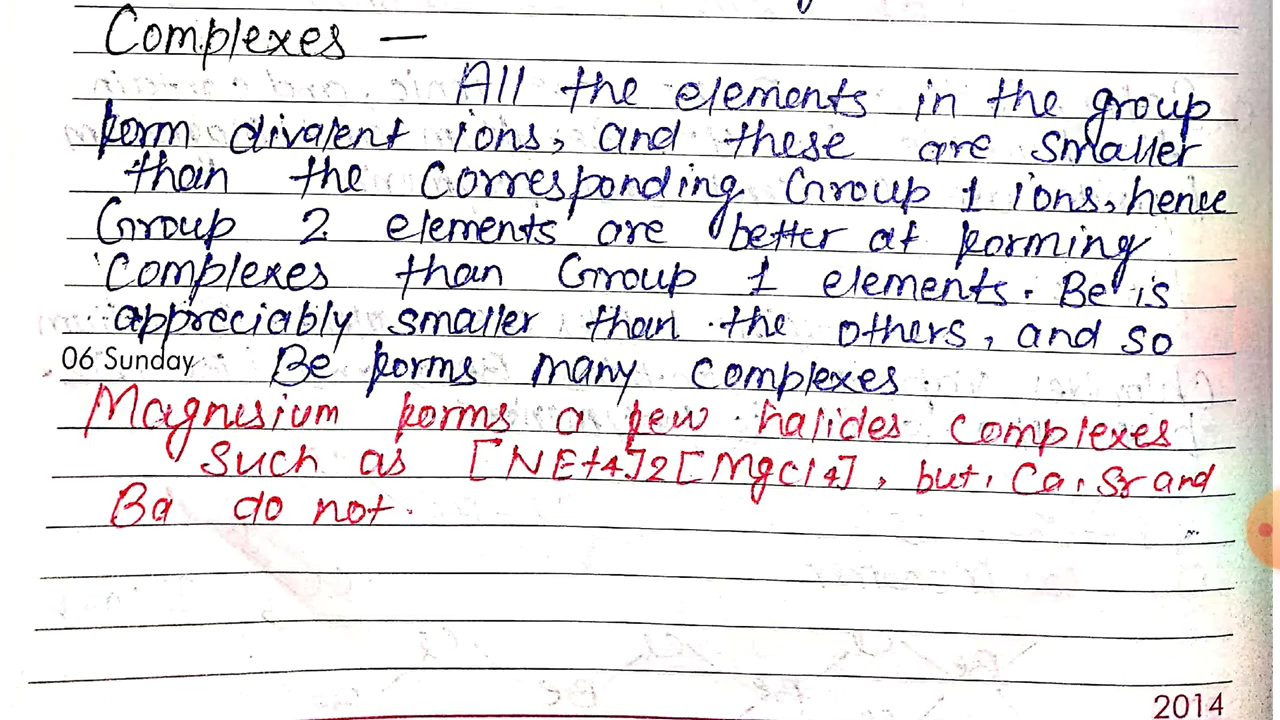 Complexes —
All the elements in the group
form divalent ions, and these are smaller
than the corresponding Group 1 ions, hence
Group 2 elements are better at forming
complexes than Group 1 elements. Be is
appreciably smaller than the others, and so
06 Sunday Be forms many complexes.
Magnesium forms a few halides complexes
such as [NEt4]2[MgCl4], but, Ca, Sr and
Ba do not.
2014